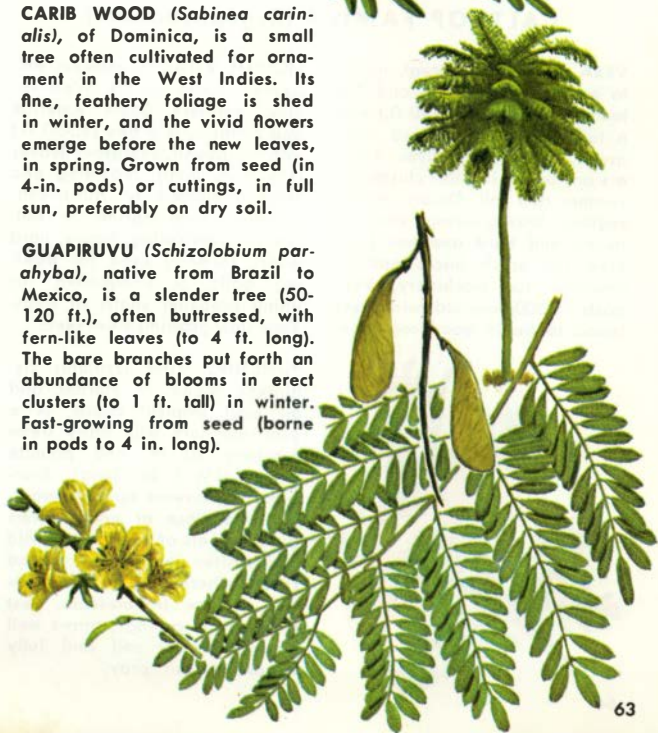 CARIB WOOD (Sabinea carin-
alis), of Dominica, is a small
tree often cultivated for orna-
ment in the West Indies. Its
fine, feathery foliage is shed
in winter, and the vivid flowers
emerge before the new leaves,
in spring. Grown from seed (in
4-in. pods) or cuttings, in full
sun, preferably on dry soil.
GUAPIRUVU (Schizolobium par-
ahyba), native from Brazil to
Mexico, is a slender tree (50-
120 ft.), often buttressed, with
fern-like leaves (to 4 ft. long).
The bare branches put forth an
abundance of blooms in erect
clusters (to 1 ft. tall) in winter.
Fast-growing from seed (borne
in pods to 4 in. long).
63